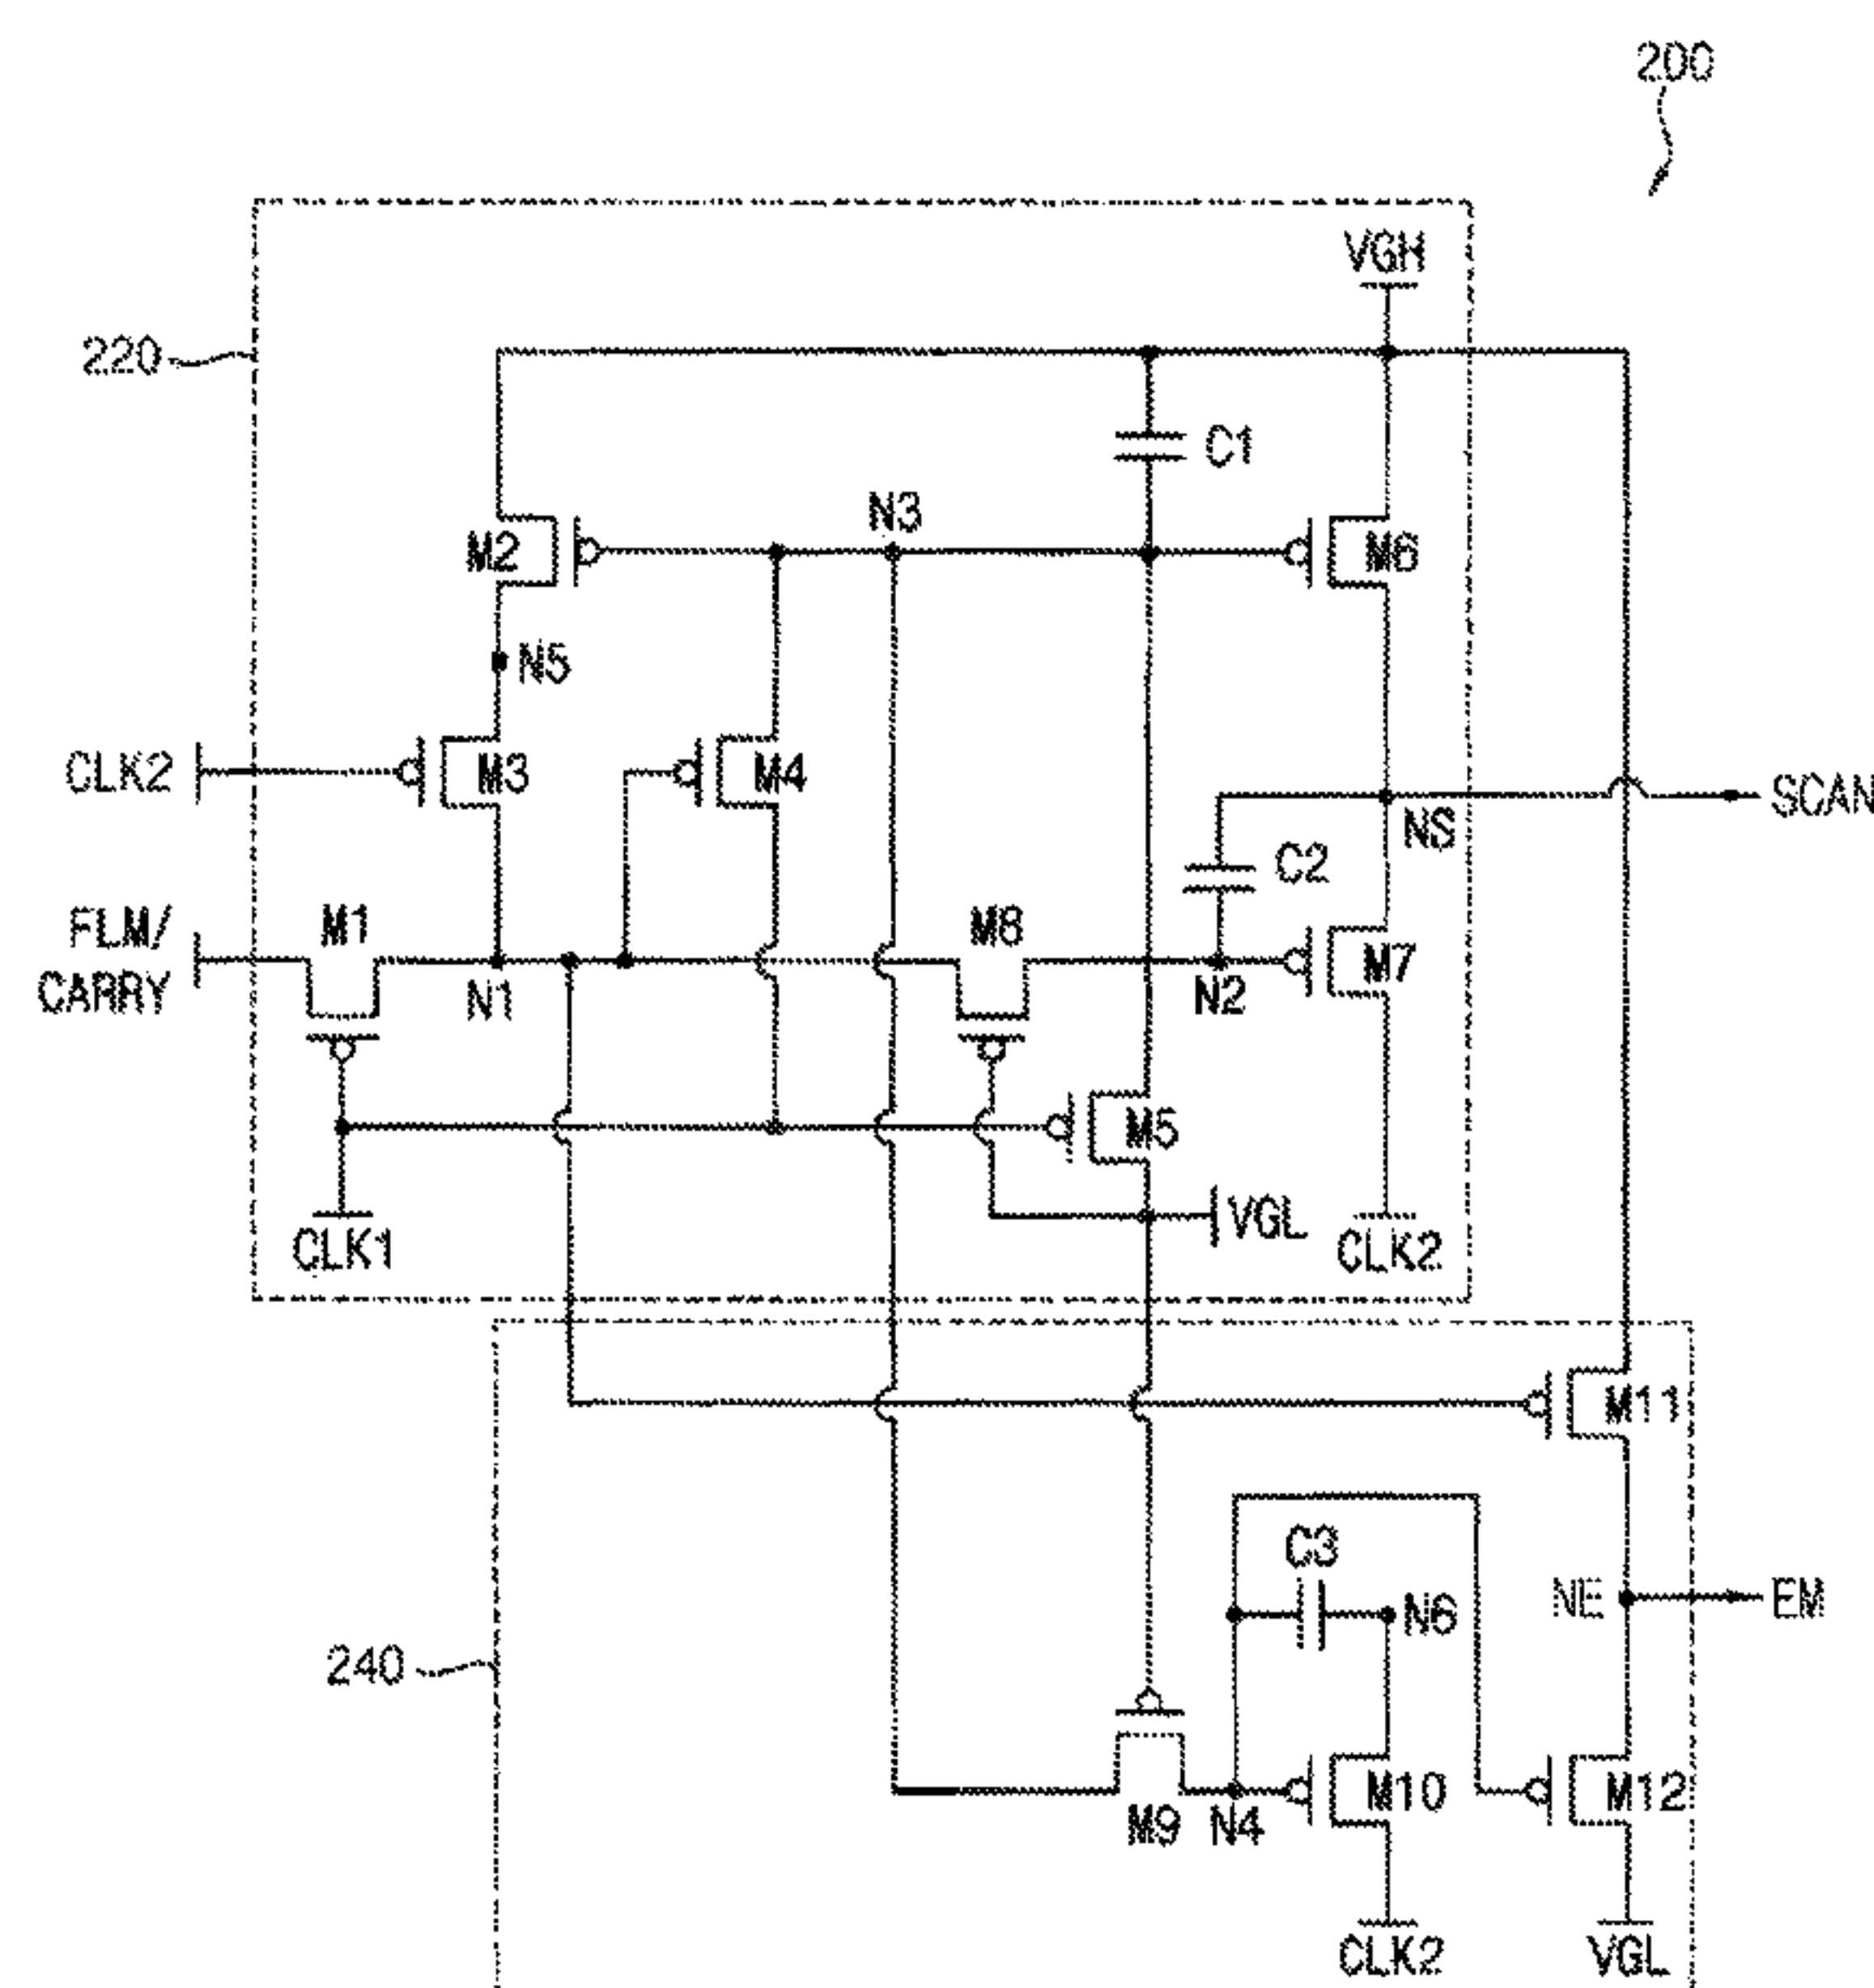 200
VGH
220
C1
N3
M2
M6
N5
CLK2
M3
M4
SCAN
NS
C2
FLM/
CARRY
M1
M8
M7
N1
N2
M5
VGL
CLK1
CLK2
M11
C3
N6
NE
EM
240
M10
M12
M9
N4
CLK2
VGL